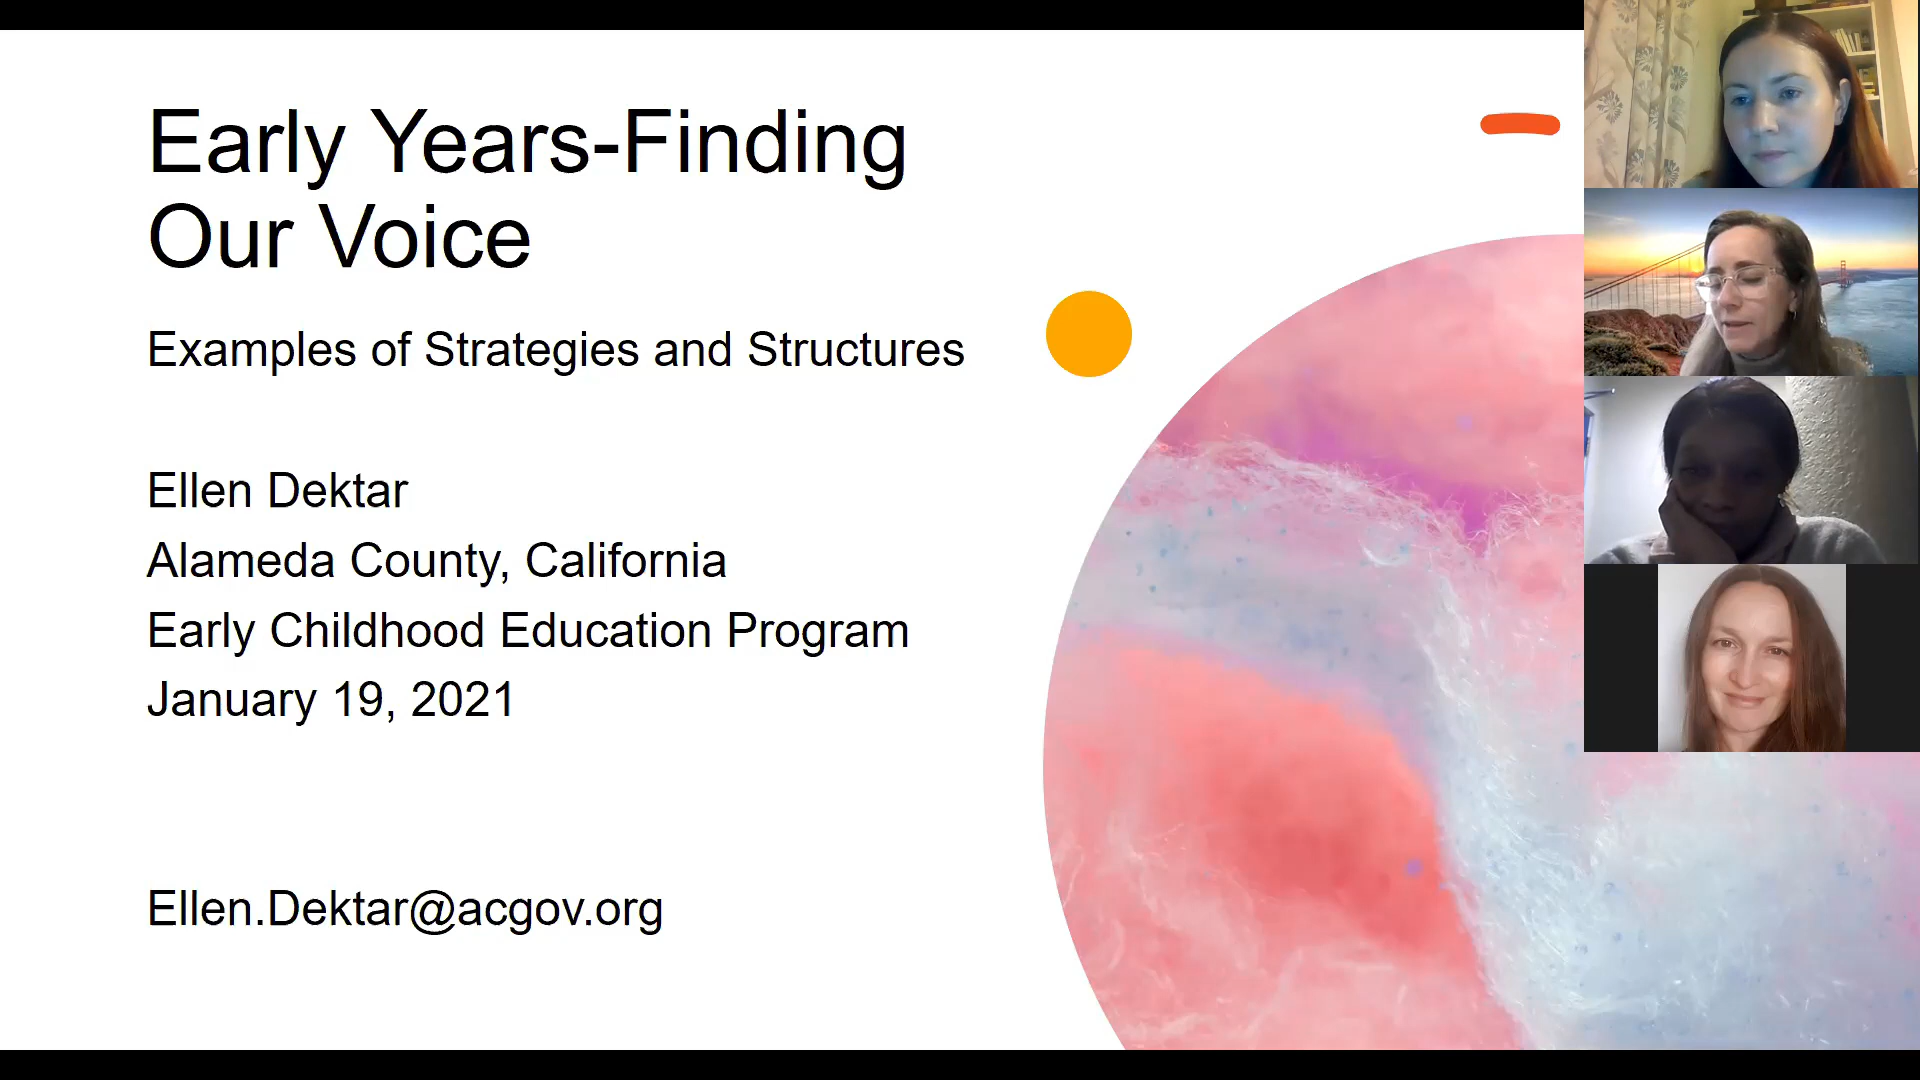 Early Years-Finding
Our Voice
Examples of Strategies and Structures
Ellen Dektar
Alameda County, California
Early Childhood Education Program
January 19, 2021
Ellen.Dektar@acgov.org